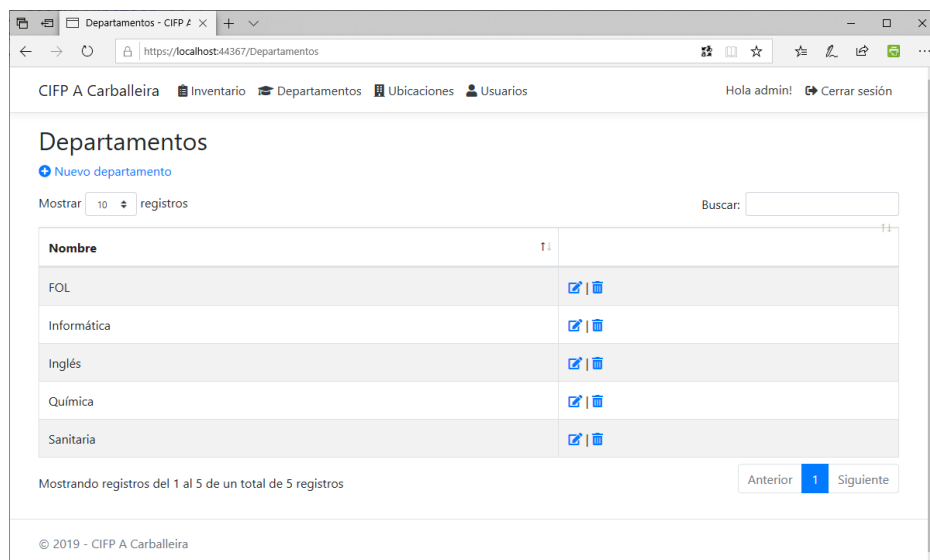 Departamentos - CIFP A
https://localhost:44367/Departamentos
CIFP A Carballeira Inventario Departamentos Ubicaciones Usuarios Hola admin! Cerrar sesión
Departamentos
Nuevo departamento
Mostrar 10 registros Buscar:
Nombre
FOL
Informática
Inglés
Química
Sanitaria
Mostrando registros del 1 al 5 de un total de 5 registros Anterior 1 Siguiente
© 2019 - CIFP A Carballeira